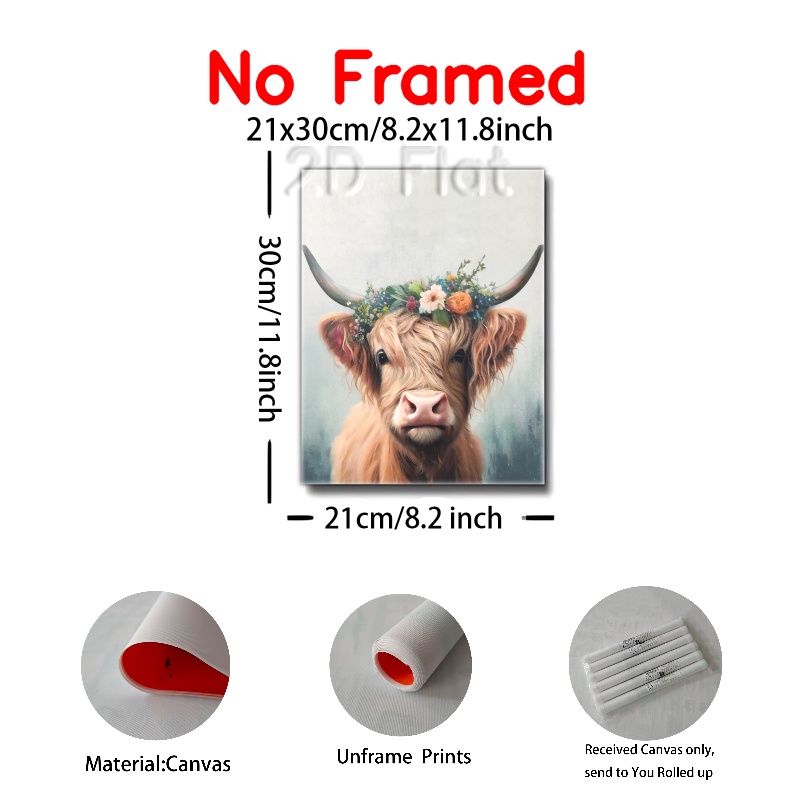 No Framed
21x30cm/8.2x11.8inch
2D Flat
30cm/11.8inch
21cm/8.2 inch
Material:Canvas
Unframe Prints
Received Canvas only,
send to You Rolled up